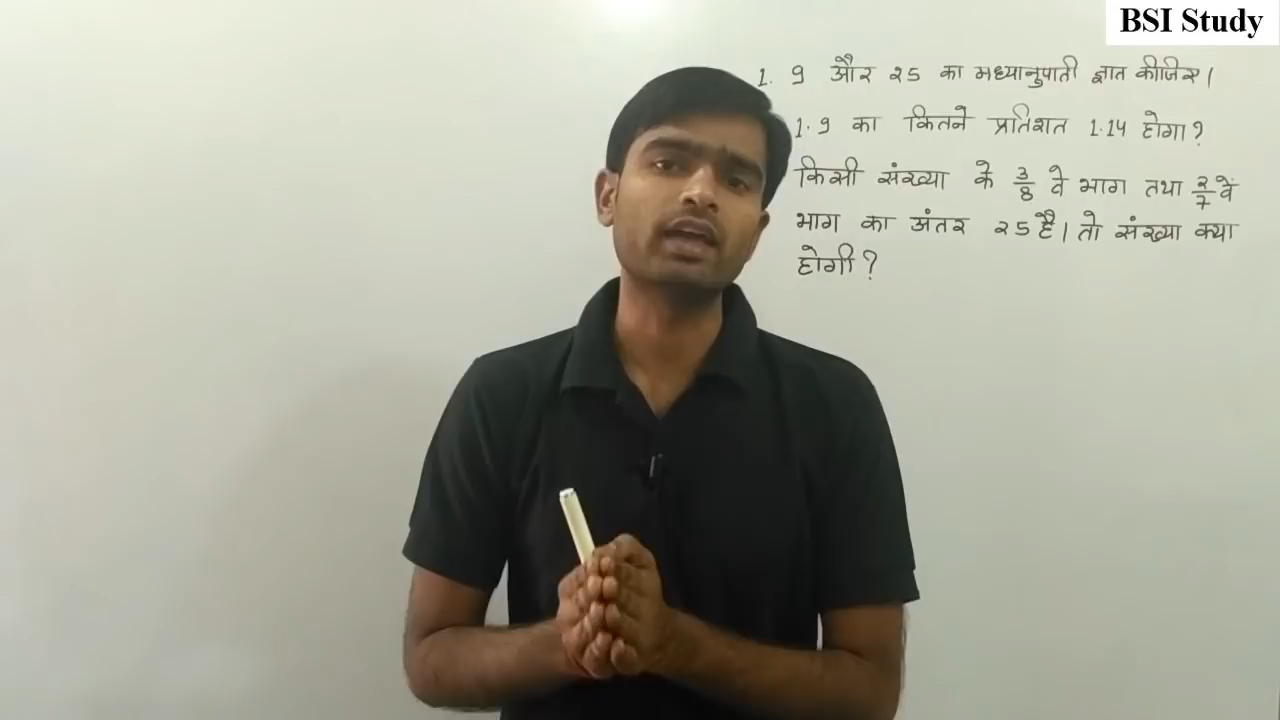 BSI Study
1. 9 और 25 का मध्यानुपाती ज्ञात कीजिए।
1.9 का कितने प्रतिशत 1.14 होगा?
किसी संख्या के 3/8 वे भाग तथा 2/7 वें
भाग का अंतर 25 है। तो संख्या क्या
होगी?